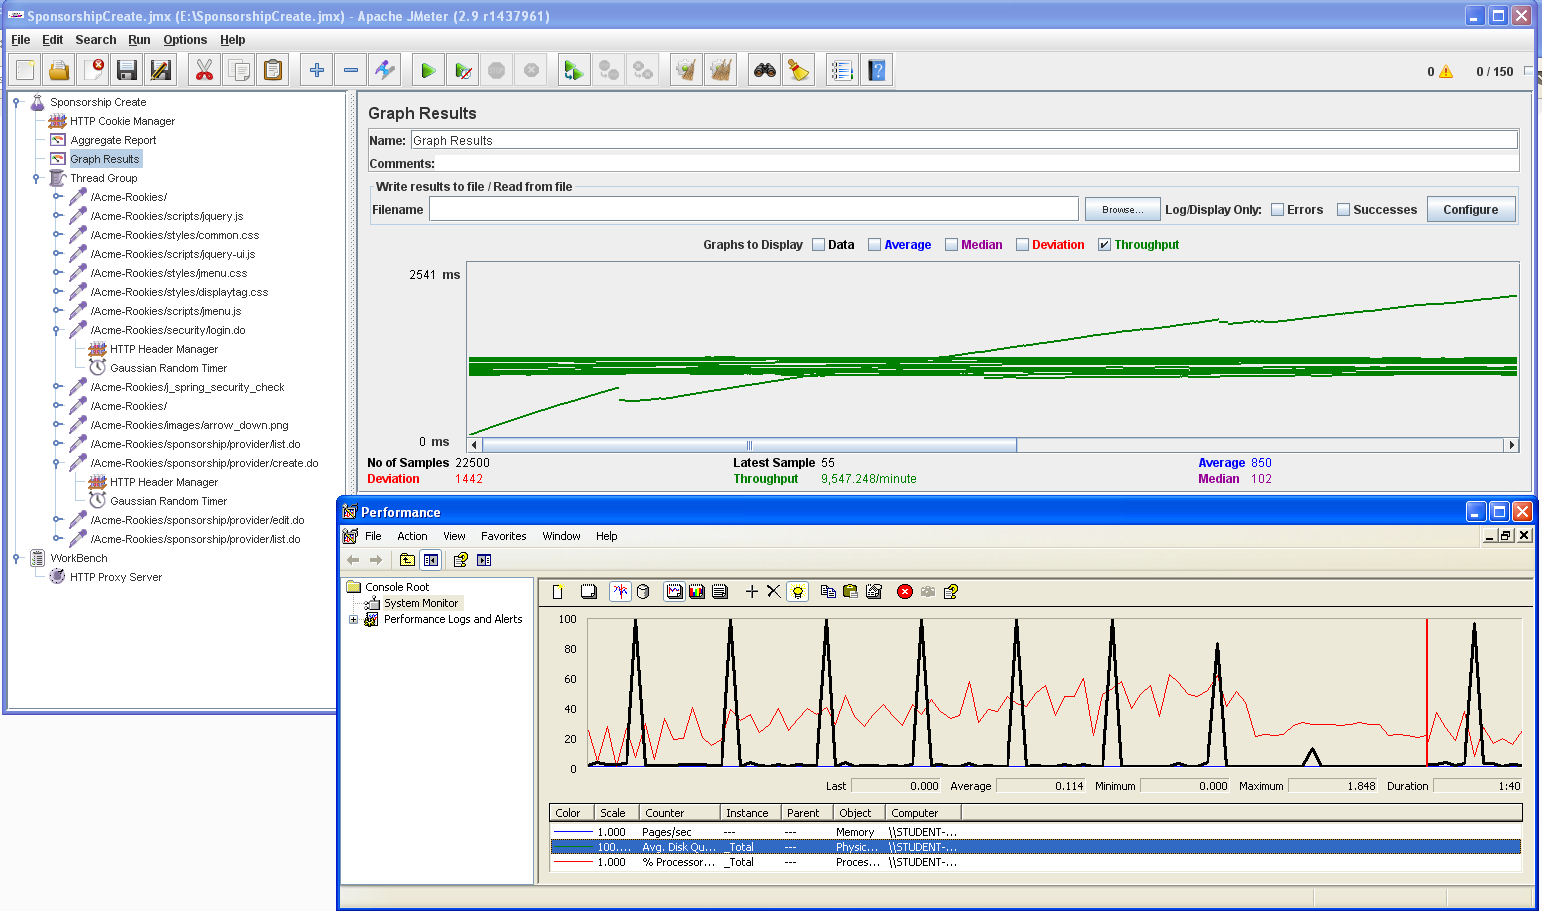 SponsorshipCreate.jmx (E:\SponsorshipCreate.jmx) - Apache JMeter (2.9 r1437961)
File Edit Search Run Options Help
0 0 / 150
Sponsorship Create
HTTP Cookie Manager
Aggregate Report
Graph Results
Thread Group
/Acme-Rookies/
/Acme-Rookies/scripts/jquery.js
/Acme-Rookies/styles/common.css
/Acme-Rookies/scripts/jquery-ui.js
/Acme-Rookies/styles/jmenu.css
/Acme-Rookies/styles/displaytag.css
/Acme-Rookies/scripts/jmenu.js
/Acme-Rookies/security/login.do
HTTP Header Manager
Gaussian Random Timer
/Acme-Rookies/j_spring_security_check
/Acme-Rookies/
/Acme-Rookies/images/arrow_down.png
/Acme-Rookies/sponsorship/provider/list.do
/Acme-Rookies/sponsorship/provider/create.do
HTTP Header Manager
Gaussian Random Timer
/Acme-Rookies/sponsorship/provider/edit.do
/Acme-Rookies/sponsorship/provider/list.do
WorkBench
HTTP Proxy Server
Graph Results
Name: Graph Results
Comments:
Write results to file / Read from file
Filename Browse... Log/Display Only: Errors Successes Configure
Graphs to Display Data Average Median Deviation Throughput
2541 ms
0 ms
No of Samples 22500 Latest Sample 55 Average 850
Deviation 1442 Throughput 9,547.248/minute Median 102
Performance
File Action View Favorites Window Help
Console Root
System Monitor
Performance Logs and Alerts
100
80
60
40
20
0
Last 0.000 Average 0.114 Minimum 0.000 Maximum 1.848 Duration 1:40
Color Scale Counter Instance Parent Object Computer
1.000 Pages/sec --- --- Memory \\STUDENT-...
100.... Avg. Disk Qu... _Total --- Physic... \\STUDENT-...
1.000 % Processor... _Total --- Proces... \\STUDENT-...